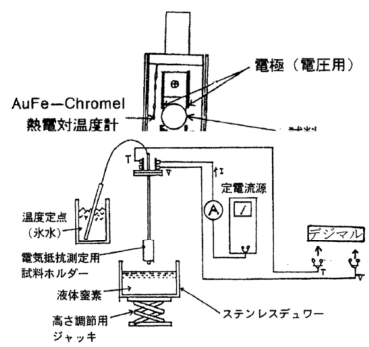 電極（電圧用）
AuFe－Chromel
熱電対温度計
試料
T
I
V
定電流源
A
温度定点
（氷水）
デジマル
電気抵抗測定用
試料ホルダー
T
V
液体窒素
ステンレスデュワー
高さ調節用
ジャッキ